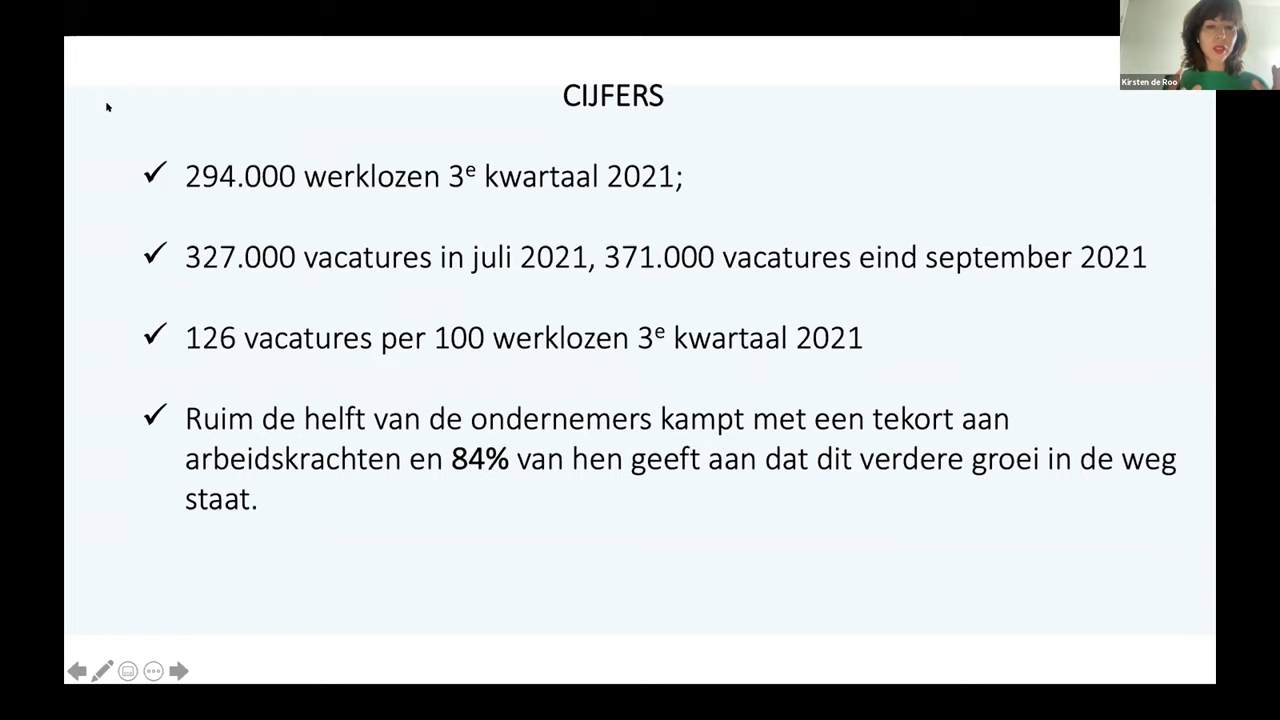 Kirsten de Roo
CIJFERS
✓ 294.000 werklozen 3e kwartaal 2021;
✓ 327.000 vacatures in juli 2021, 371.000 vacatures eind september 2021
✓ 126 vacatures per 100 werklozen 3e kwartaal 2021
✓ Ruim de helft van de ondernemers kampt met een tekort aan
arbeidskrachten en 84% van hen geeft aan dat dit verdere groei in de weg
staat.